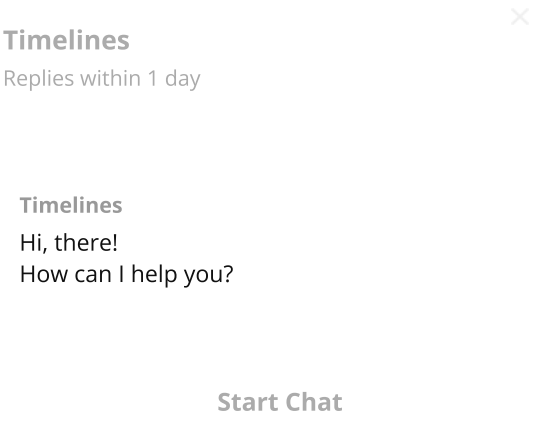 Timelines
Replies within 1 day
Timelines
Hi, there!
How can I help you?
Start Chat